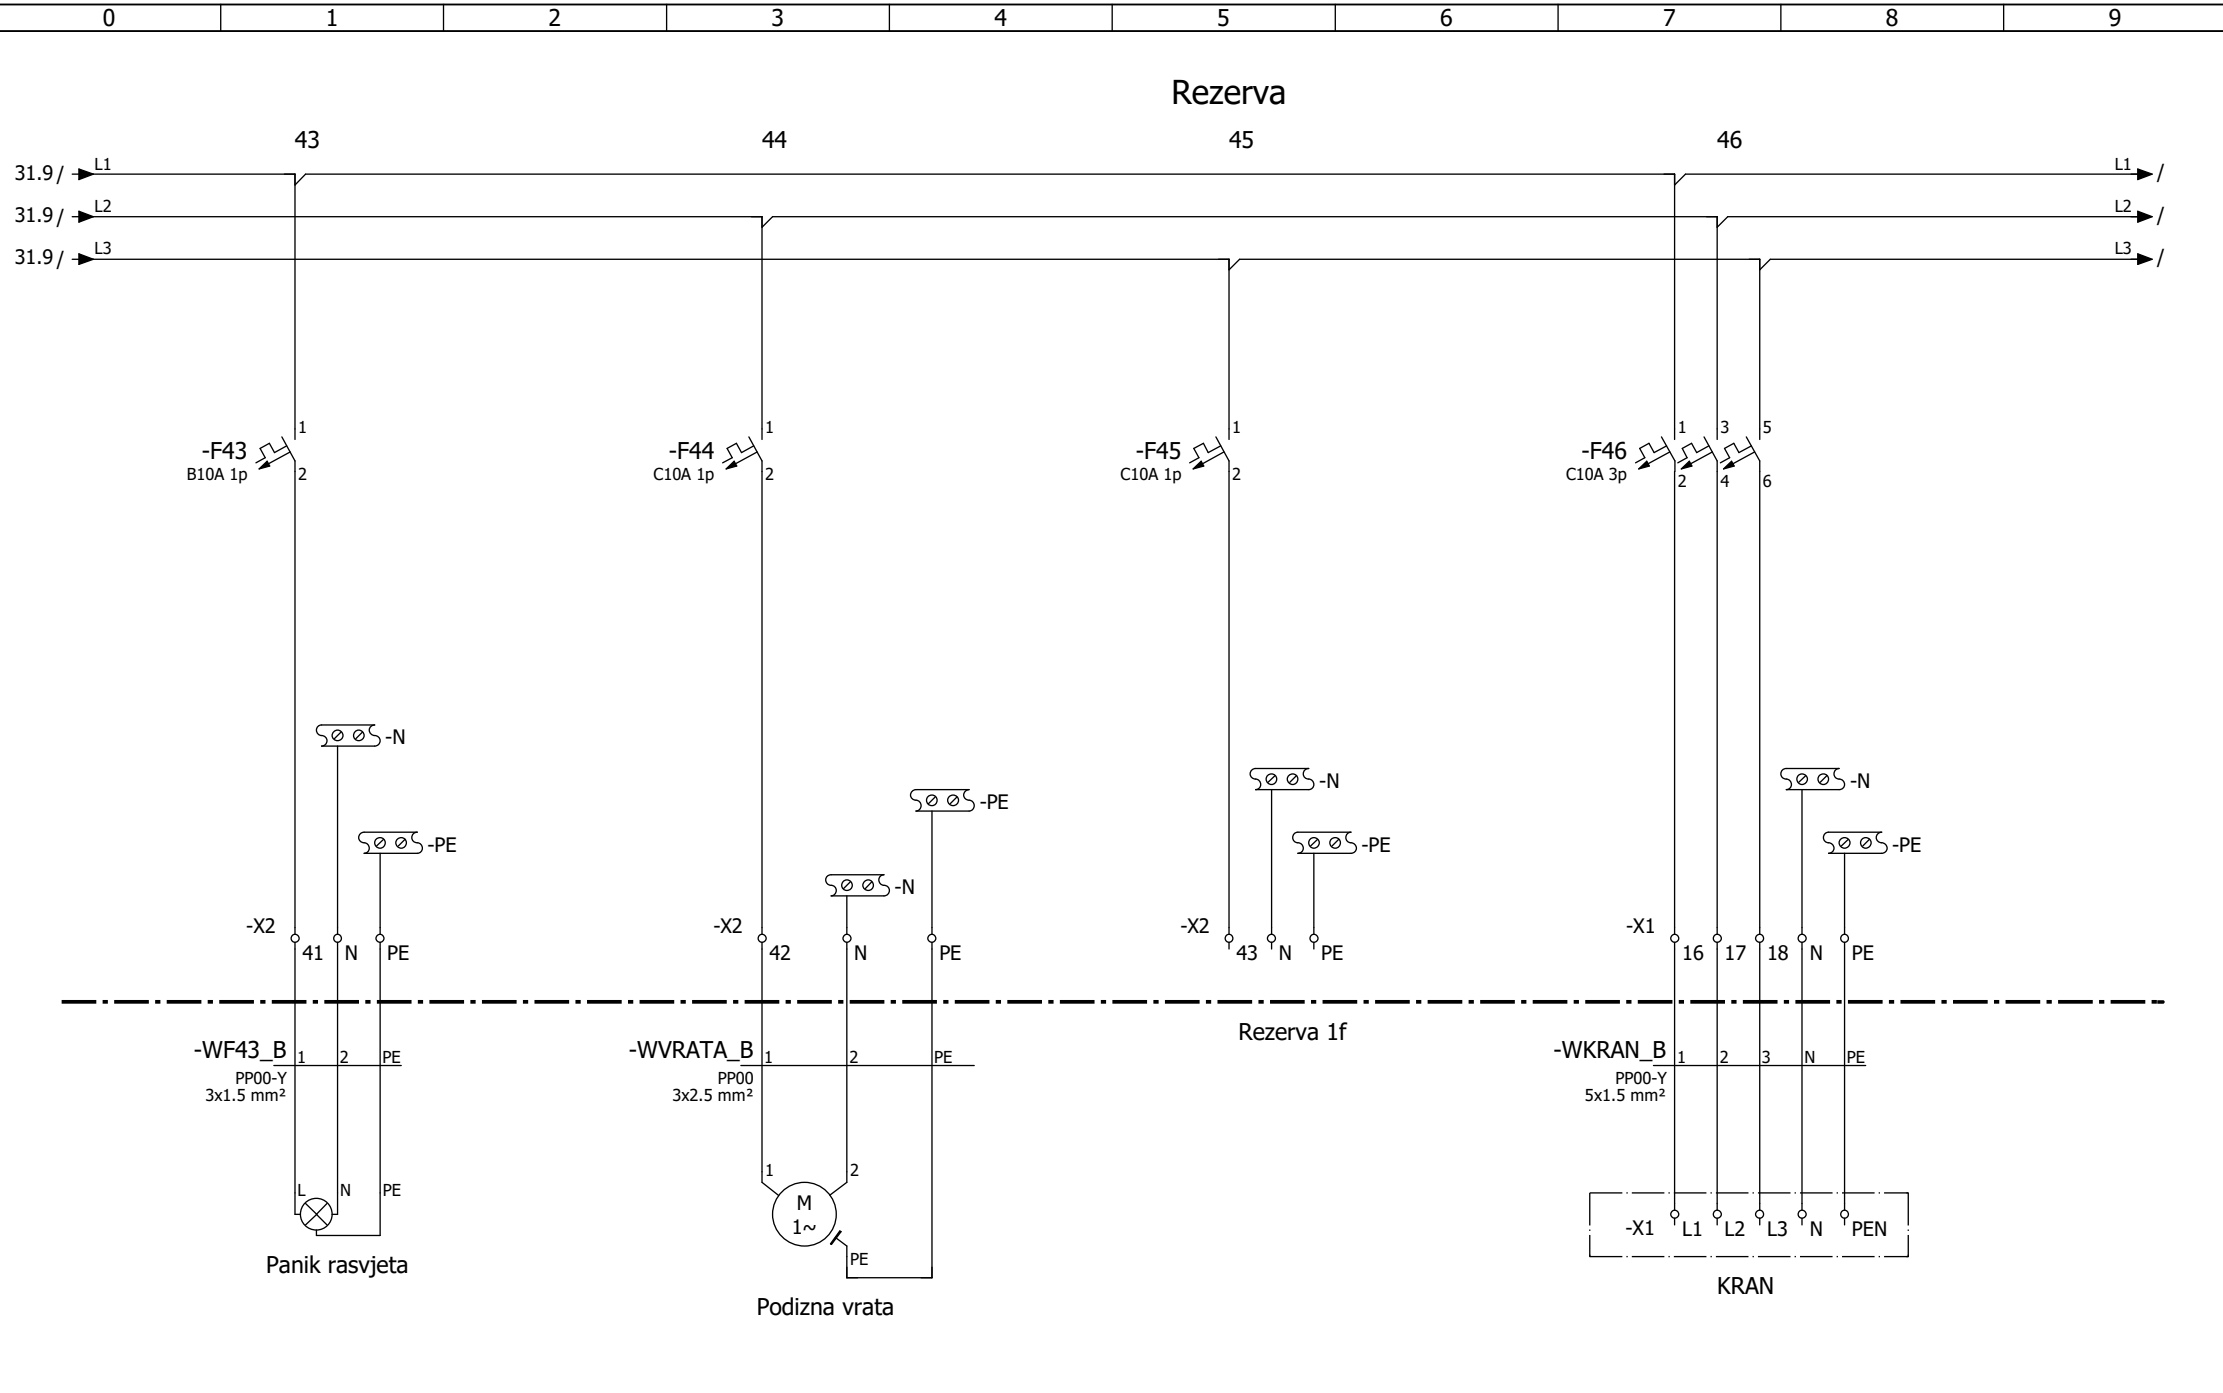 0 1 2 3 4 5 6 7 8 9
Rezerva
43 44 45 46
31.9 / L1 L1 /
31.9 / L2 L2 /
31.9 / L3 L3 /
1 1 1 1 3 5
-F43 -F44 -F45 -F46
B10A 1p C10A 1p C10A 1p C10A 3p
2 2 2 2 4 6
-N
-N -N
-PE
-PE -PE -PE
-N
-X2 -X2 -X2 -X1
41 N PE 42 N PE 43 N PE 16 17 18 N PE
Rezerva 1f
-WF43_B 1 2 PE -WVRATA_B 1 2 PE -WKRAN_B 1 2 3 N PE
PP00-Y PP00 PP00-Y
3x1.5 mm² 3x2.5 mm² 5x1.5 mm²
1 2
L N PE
M
1~
-X1 L1 L2 L3 N PEN
PE
Panik rasvjeta
KRAN
Podizna vrata